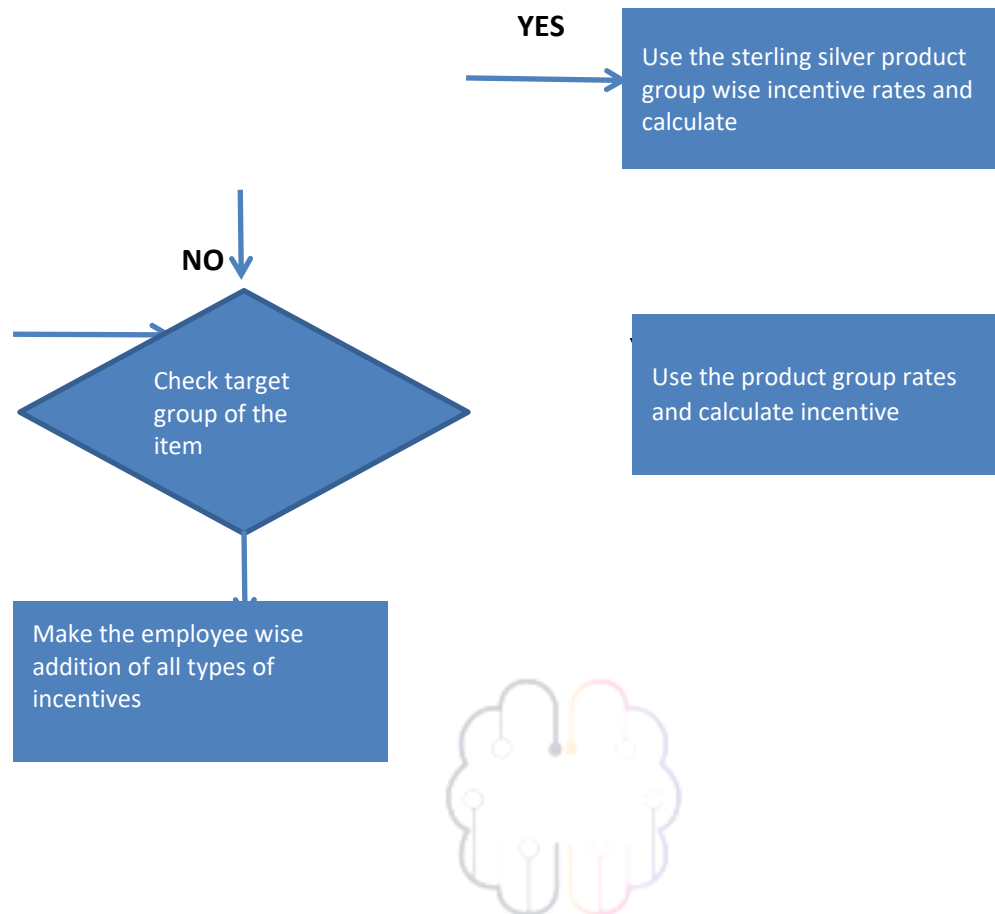 YES
Use the sterling silver product
group wise incentive rates and
calculate
NO
Check target
group of the
item
Use the product group rates
and calculate incentive
Make the employee wise
addition of all types of
incentives